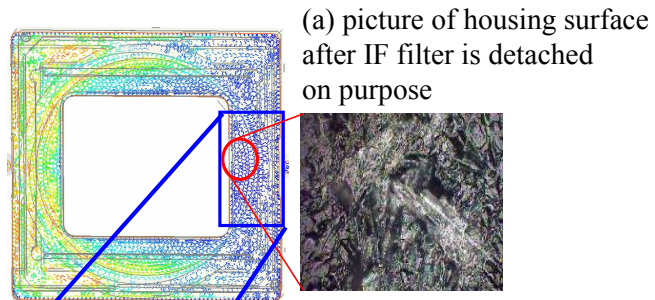 (a) picture of housing surface
after IF filter is detached
on purpose